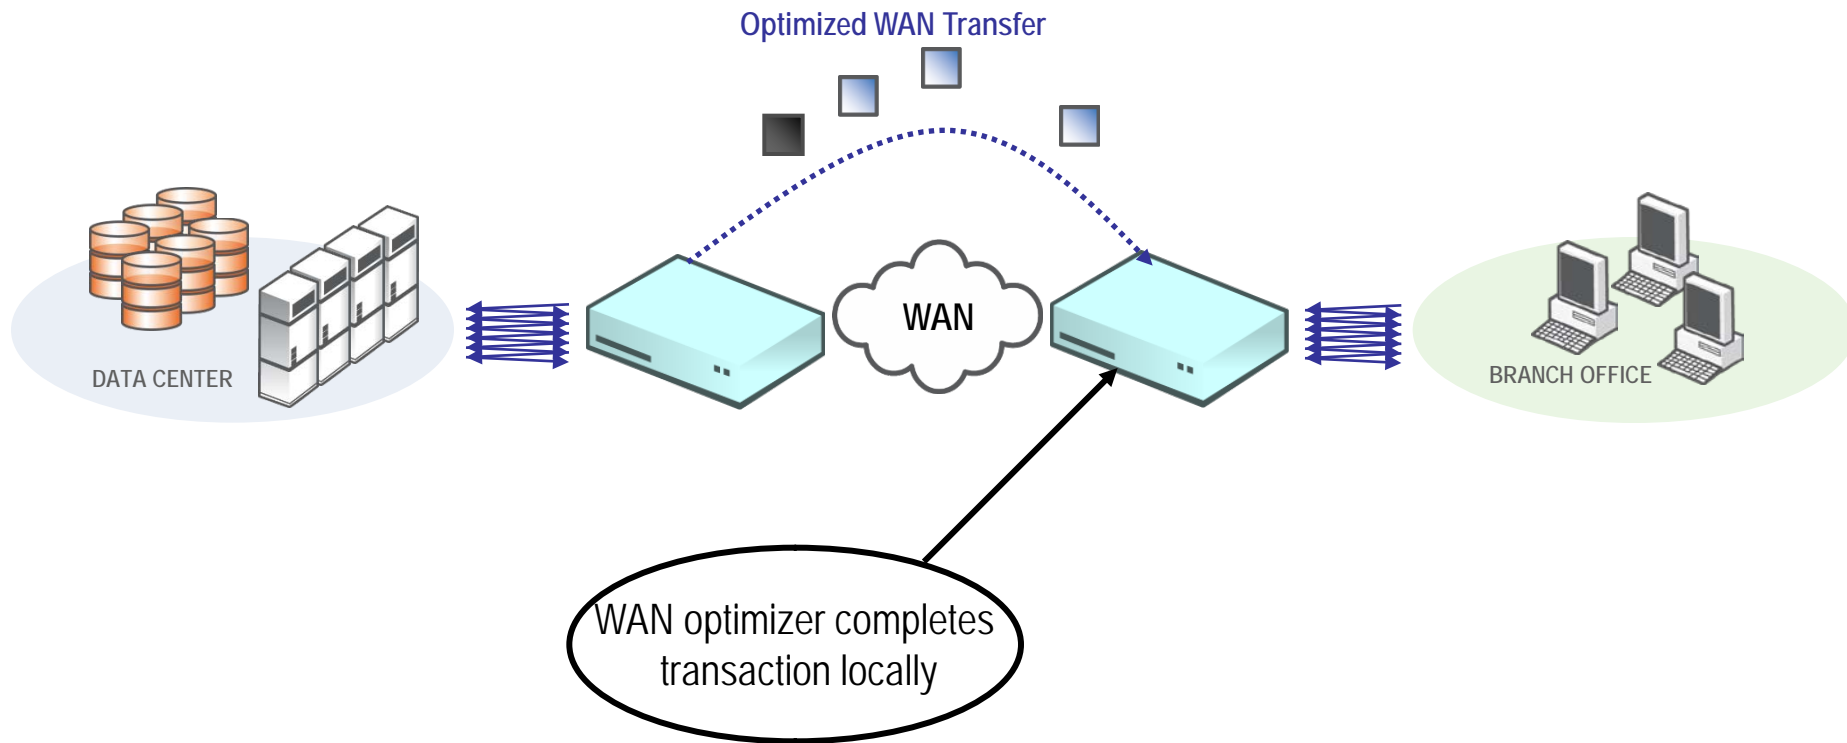 Optimized WAN Transfer
WAN
DATA CENTER
BRANCH OFFICE
WAN optimizer completes
transaction locally